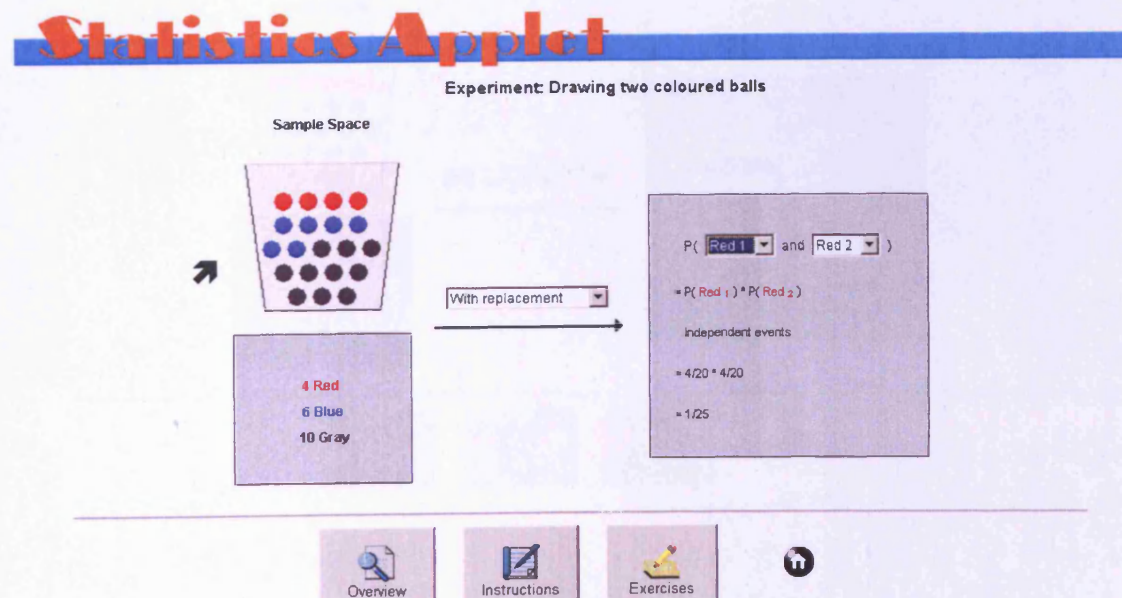 Statistics Applet
Experiment: Drawing two coloured balls
Sample Space
P( Red 1 and Red 2 )
With replacement
= P( Red 1 ) * P( Red 2 )
Independent events
= 4/20 * 4/20
= 1/25
4 Red
6 Blue
10 Gray
Overview
Instructions
Exercises